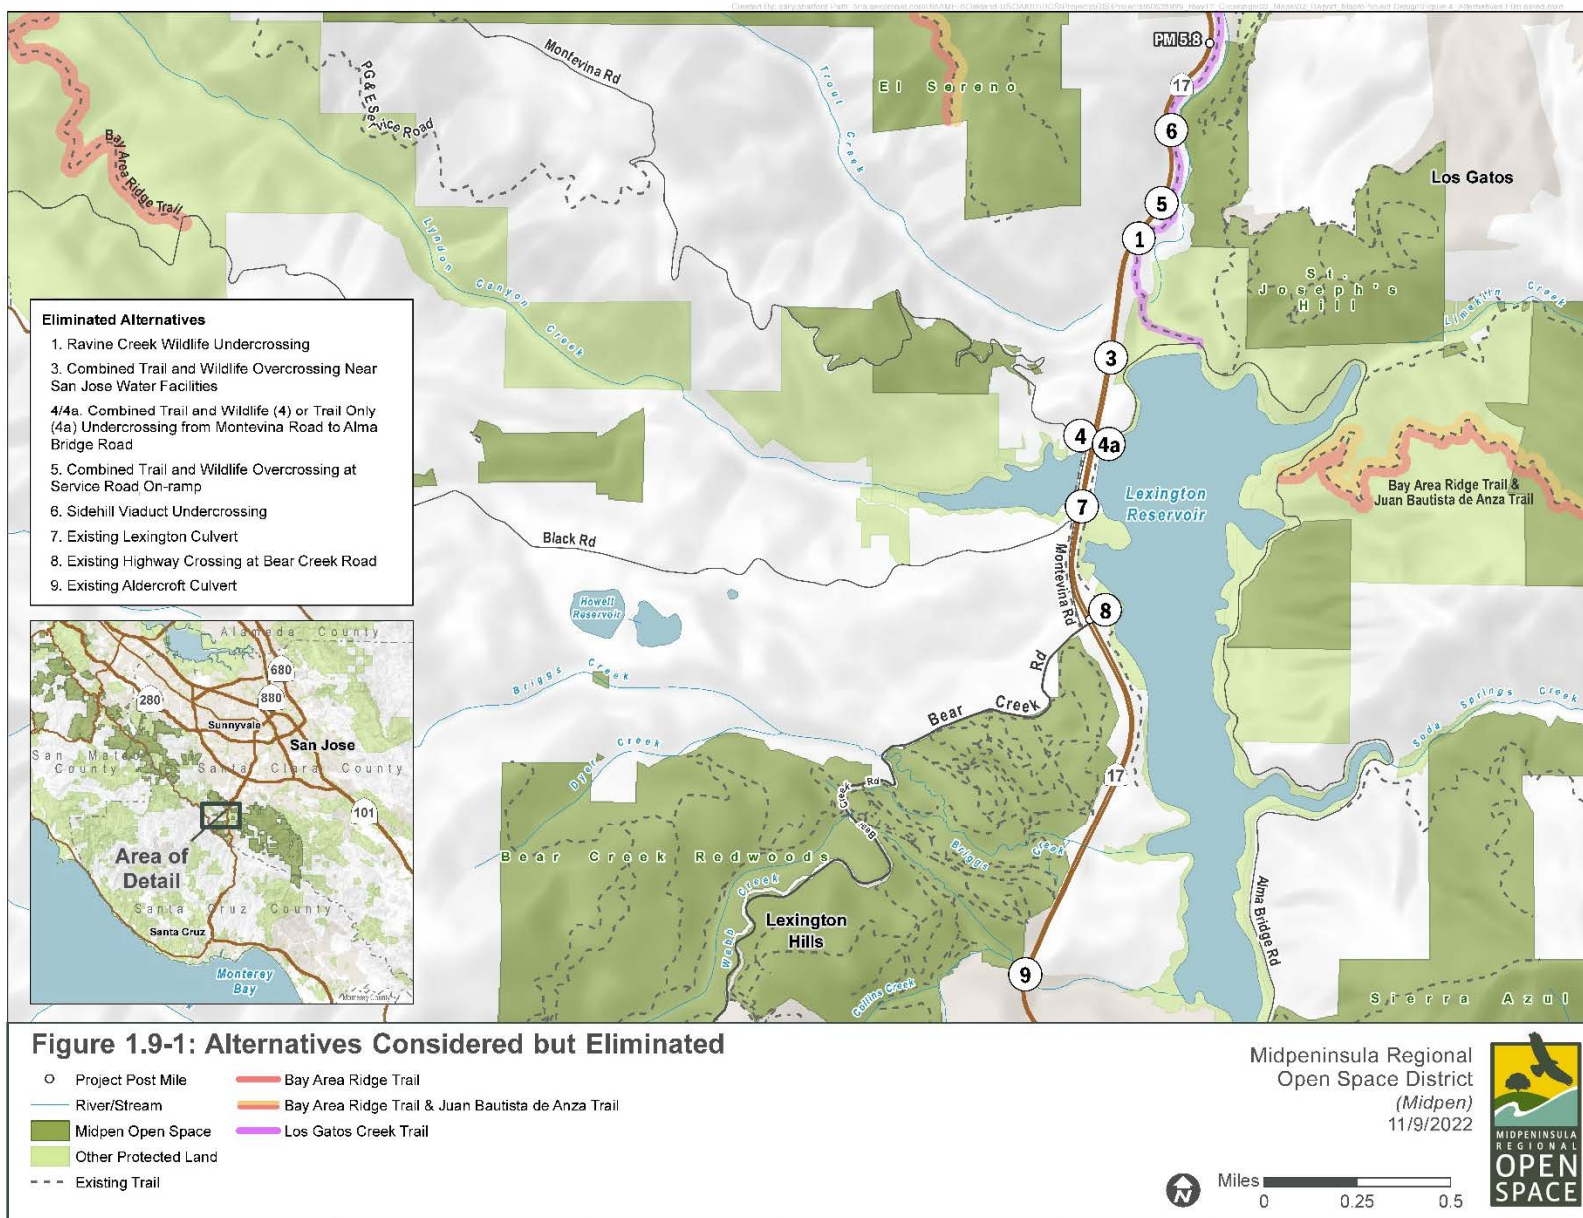 PM 5.8
17
Montevina Rd
PG&E Service Road
Trout Creek
El Sereno
Bay Area Ridge Trail
Lyndon Canyon Creek
6
5
1
Los Gatos
St.
Joseph's
Hill
Limekiln Creek
Eliminated Alternatives
1. Ravine Creek Wildlife Undercrossing
3. Combined Trail and Wildlife Overcrossing Near
San Jose Water Facilities
4/4a. Combined Trail and Wildlife (4) or Trail Only
(4a) Undercrossing from Montevina Road to Alma
Bridge Road
5. Combined Trail and Wildlife Overcrossing at
Service Road On-ramp
6. Sidehill Viaduct Undercrossing
7. Existing Lexington Culvert
8. Existing Highway Crossing at Bear Creek Road
9. Existing Aldercroft Culvert
3
4
4a
7
8
9
Lexington
Reservoir
Bay Area Ridge Trail &
Juan Bautista de Anza Trail
Black Rd
Montevina Rd
Howell
Reservoir
Briggs Creek
Bear Creek Rd
Dyer Creek
Bear Creek Rd
17
Soda Springs Creek
Bear Creek Redwoods
Briggs Creek
Webb Creek
Lexington
Hills
Collins Creek
Alma Bridge Rd
Sierra Azul
Alameda County
680
280
880
Sunnyvale
San Jose
San Mateo
County
Santa Clara County
101
Area of
Detail
Santa Cruz County
Santa Cruz
Monterey
Bay
Monterey County
Figure 1.9-1: Alternatives Considered but Eliminated
Project Post Mile
River/Stream
Midpen Open Space
Other Protected Land
Existing Trail
Bay Area Ridge Trail
Bay Area Ridge Trail & Juan Bautista de Anza Trail
Los Gatos Creek Trail
Midpeninsula Regional
Open Space District
(Midpen)
11/9/2022
N
Miles
0 0.25 0.5
MIDPENINSULA
REGIONAL
OPEN
SPACE